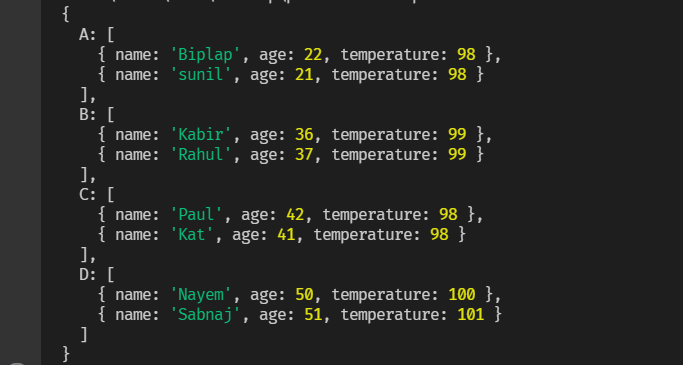 {
  A: [
    { name: 'Biplap', age: 22, temperature: 98 },
    { name: 'sunil', age: 21, temperature: 98 }
  ],
  B: [
    { name: 'Kabir', age: 36, temperature: 99 },
    { name: 'Rahul', age: 37, temperature: 99 }
  ],
  C: [
    { name: 'Paul', age: 42, temperature: 98 },
    { name: 'Kat', age: 41, temperature: 98 }
  ],
  D: [
    { name: 'Nayem', age: 50, temperature: 100 },
    { name: 'Sabnaj', age: 51, temperature: 101 }
  ]
}